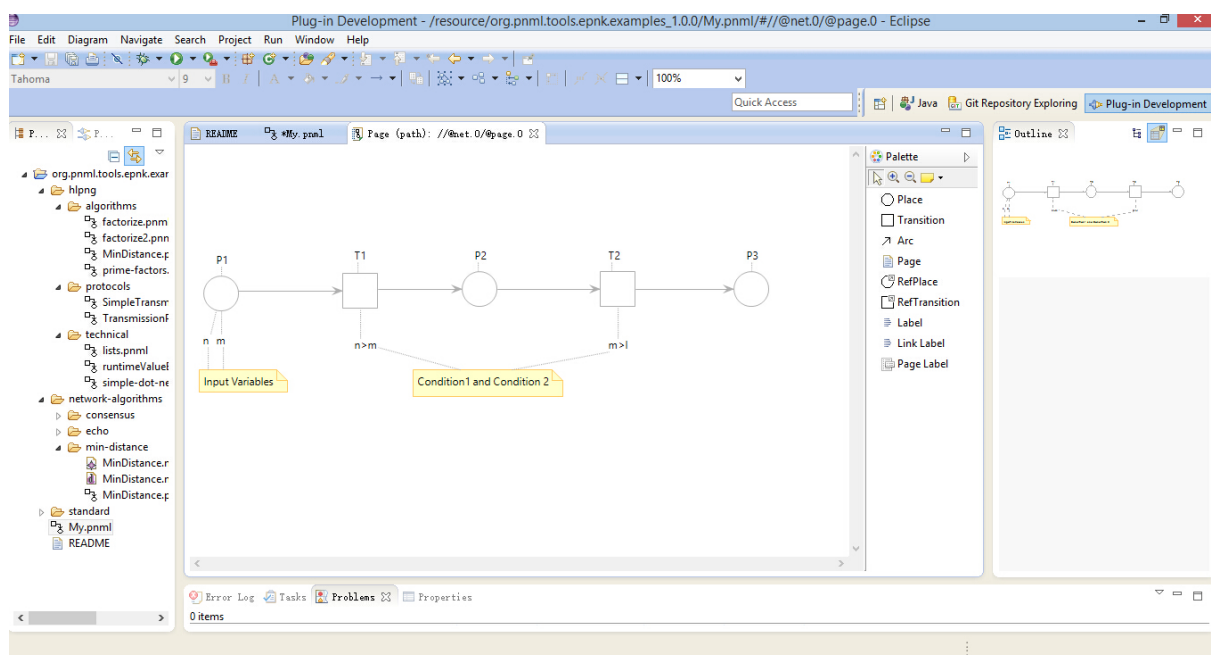 Plug-in Development - /resource/org.pnml.tools.epnk.examples_1.0.0/My.pnml/#//@net.0/@page.0 - Eclipse
File Edit Diagram Navigate Search Project Run Window Help
Tahoma 9 B I A 100%
Quick Access Java Git Repository Exploring Plug-in Development
P... P...
README *My.pnml Page (path): //@net.0/@page.0
Outline
org.pnml.tools.epnk.exar
hlpng
algorithms
factorize.pnm
factorize2.pnn
MinDistance.p
prime-factors.
protocols
SimpleTransm
TransmissionF
technical
lists.pnml
runtimeValueE
simple-dot-ne
network-algorithms
consensus
echo
min-distance
MinDistance.r
MinDistance.r
MinDistance.p
standard
My.pnml
README
P1 T1 P2 T2 P3
n m n>m m>l
Input Variables Condition1 and Condition 2
Palette
Place
Transition
Arc
Page
RefPlace
RefTransition
Label
Link Label
Page Label
Error Log Tasks Problems Properties
0 items